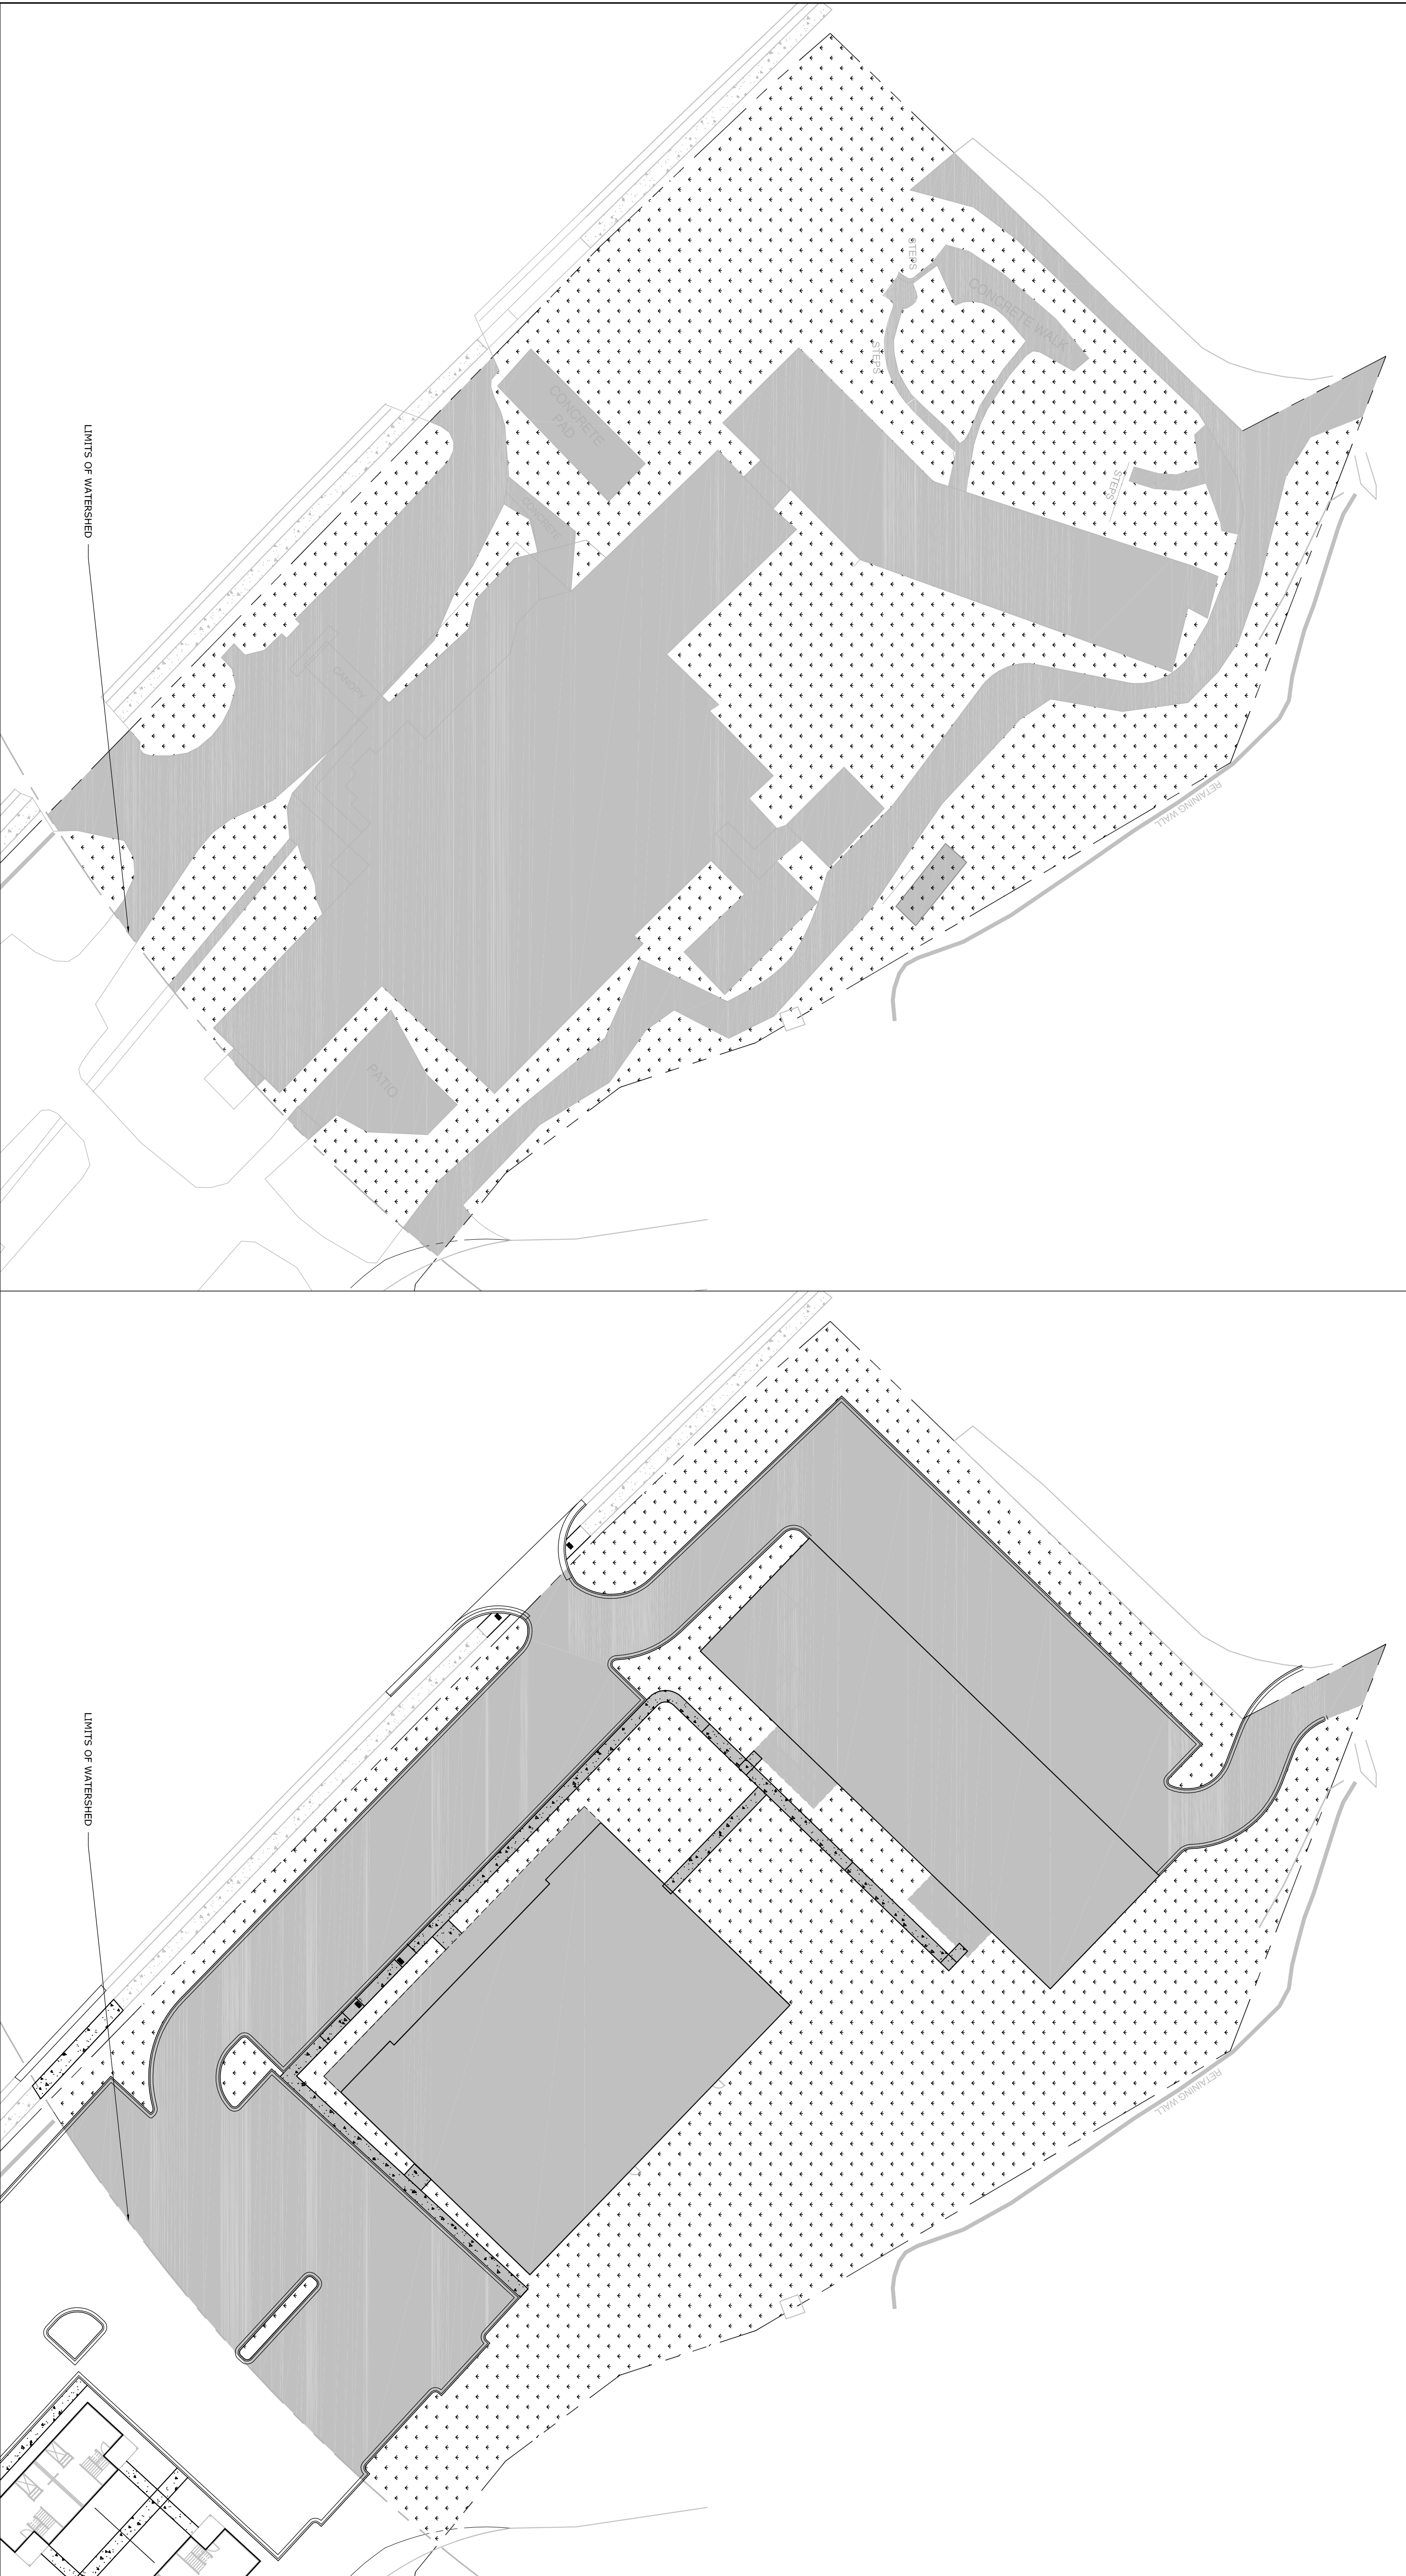 STEPS
CONCRETE WALK
STEPS
CONCRETE
PAD
LIMITS OF WATERSHED
STEPS
CONCRETE
CANOPY
RETAINING WALL
PATIO
LIMITS OF WATERSHED
RETAINING WALL